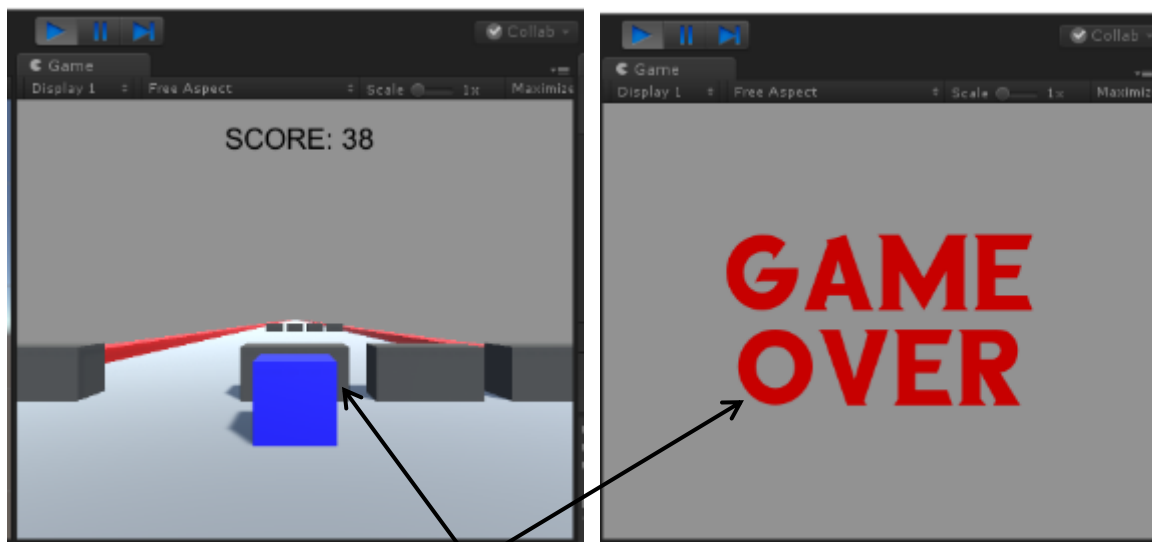 Collab
Game
Display 1 Free Aspect Scale 1x Maximize
SCORE: 38
Collab
Game
Display 1 Free Aspect Scale 1x Maximiz
GAME
OVER